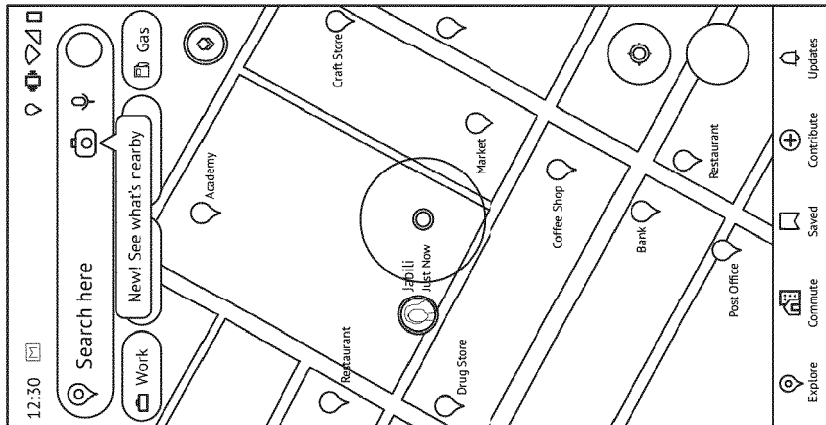 12:30
Search here
New! See what's nearby
Work
Gas
Craft Store
Academy
Market
Jabili
Just Now
Restaurant
Coffee Shop
Drug Store
Bank
Restaurant
Post Office
Explore
Commute
Saved
Contribute
Updates